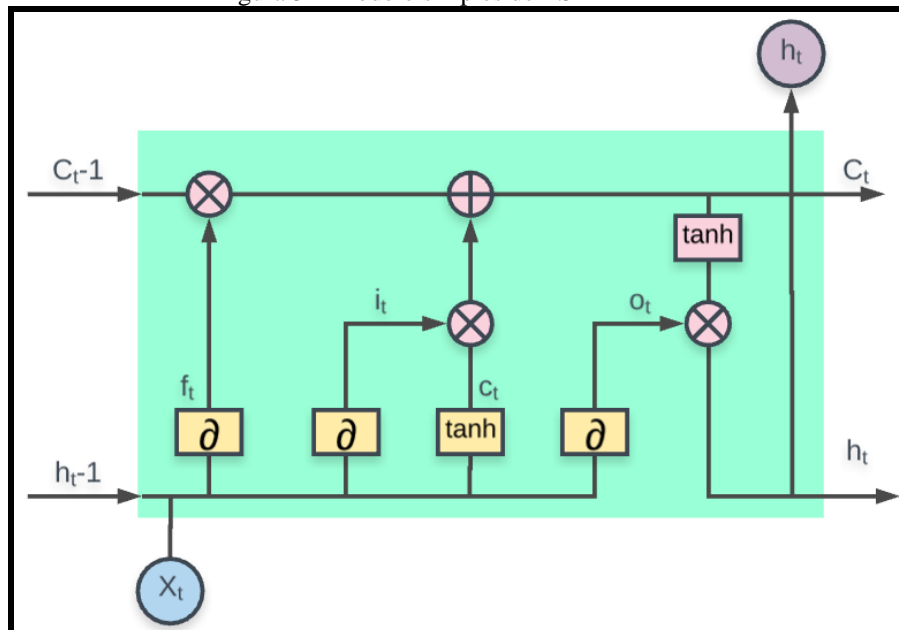 hₜ
Cₜ-1
Cₜ
tanh
iₜ
oₜ
fₜ
cₜ
∂
∂
tanh
∂
hₜ-1
hₜ
Xₜ